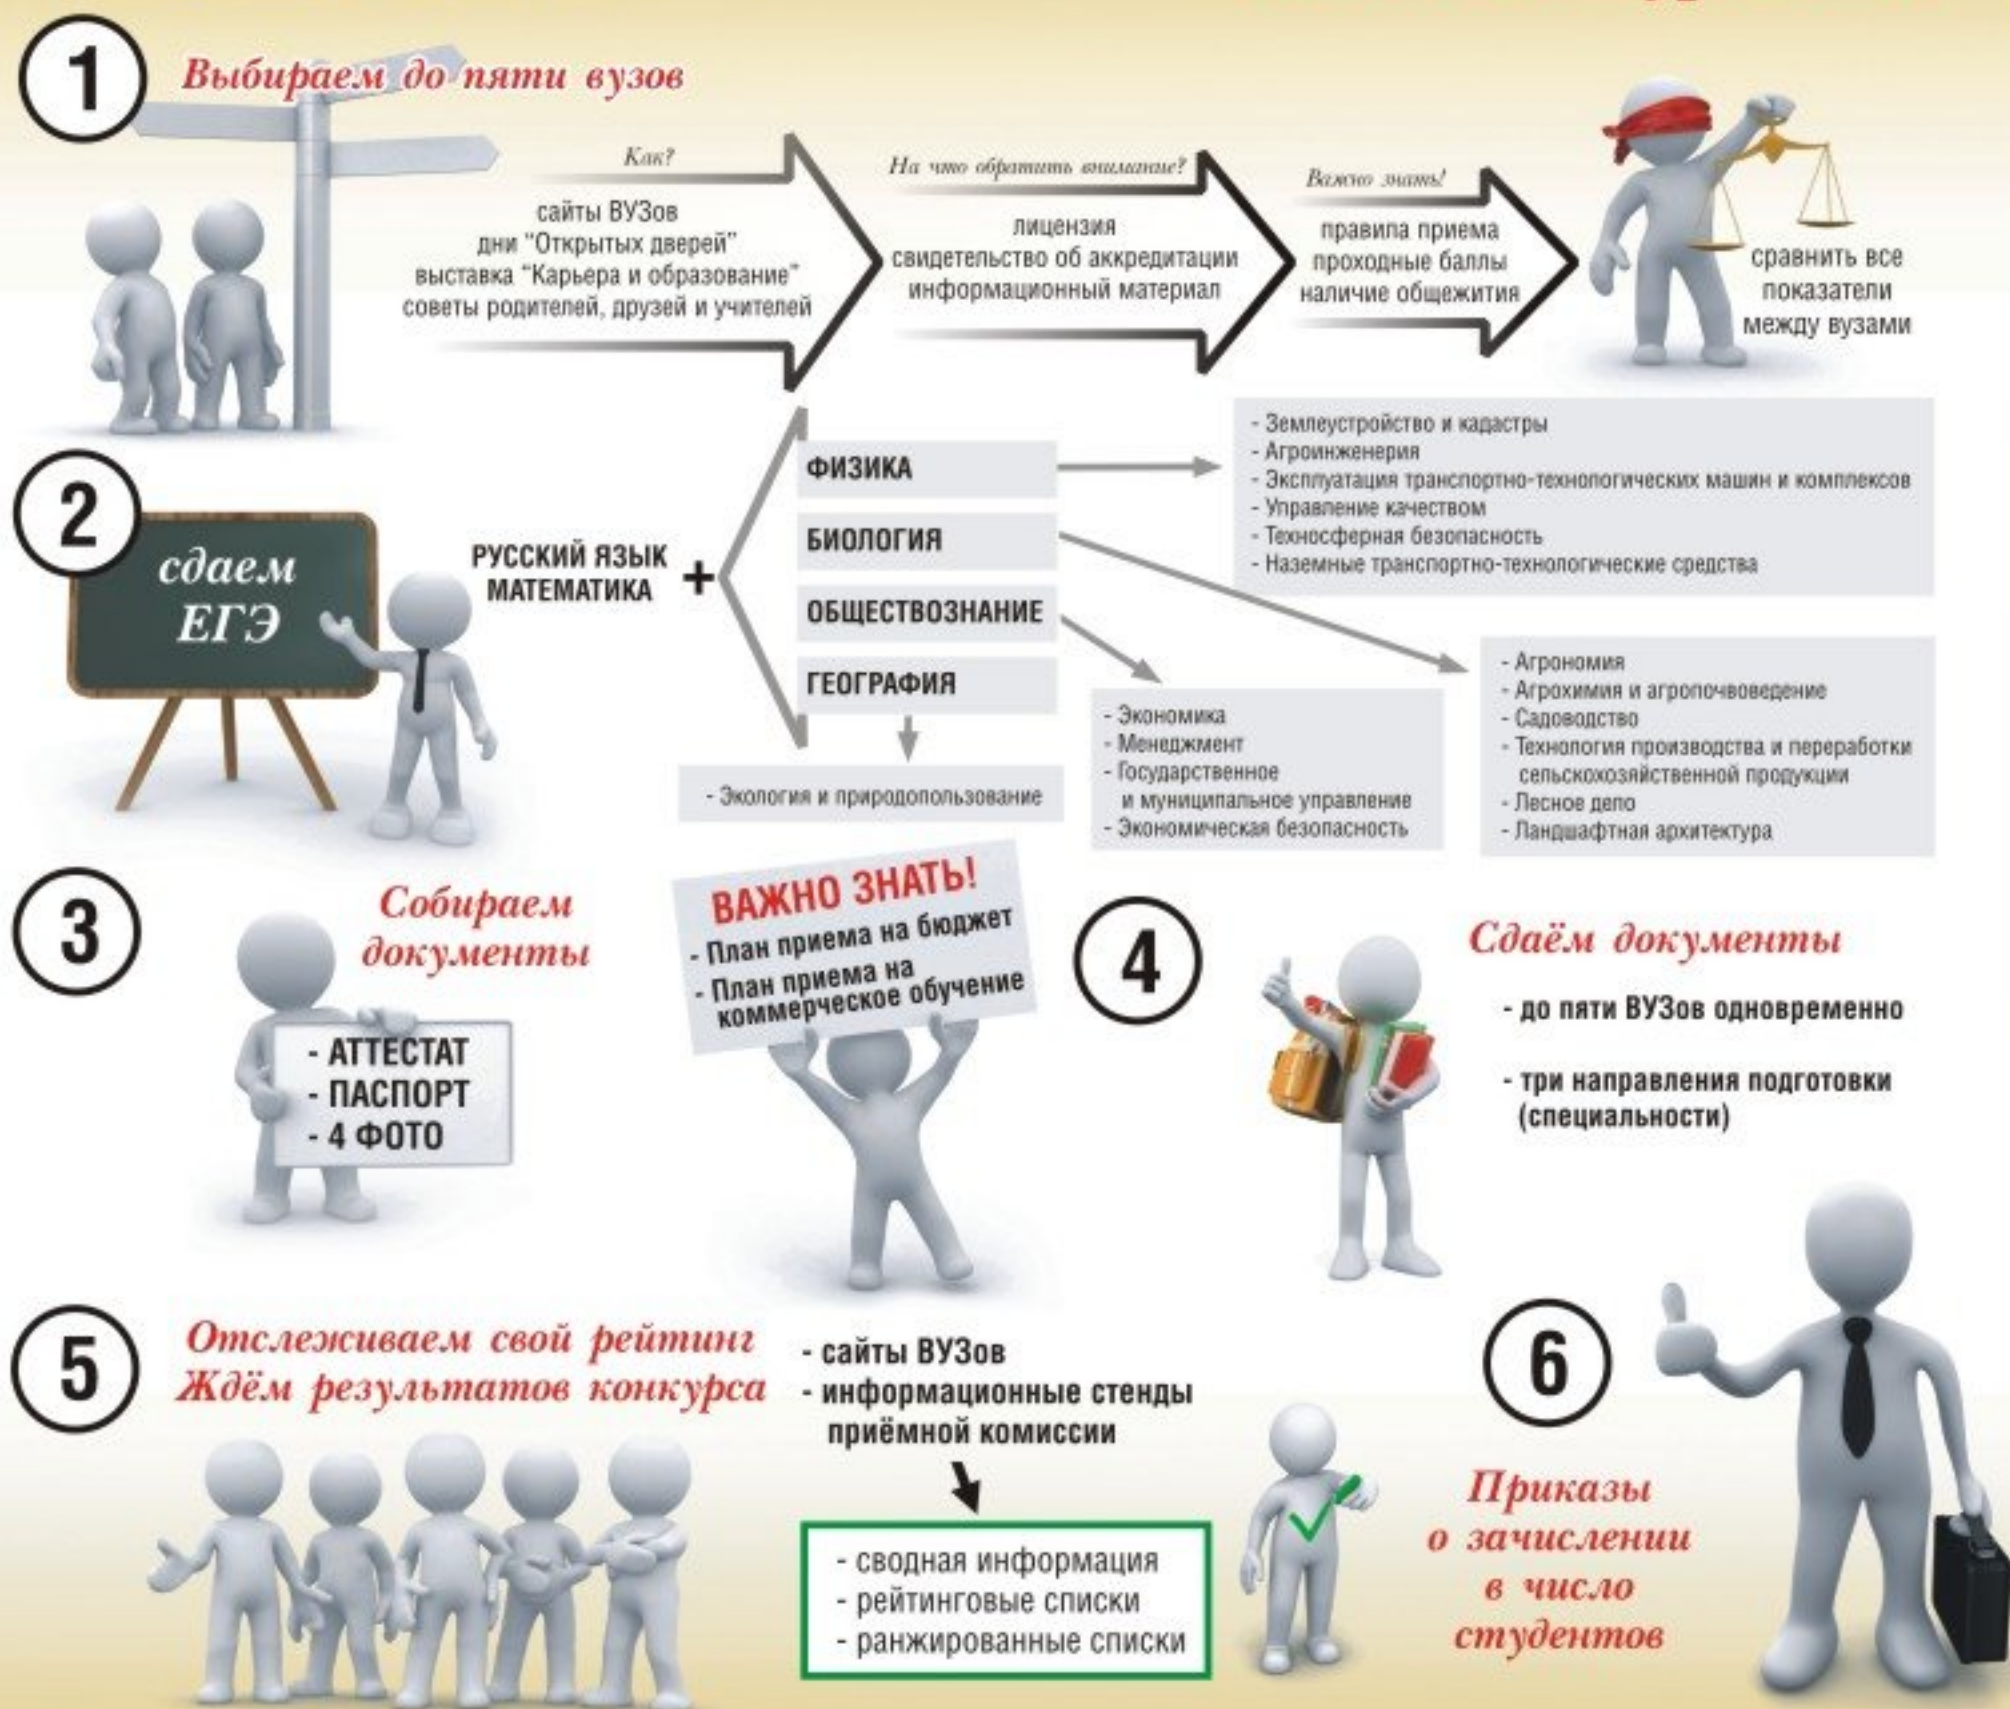 1
Выбираем до пяти вузов
Как?
сайты ВУЗов
дни "Открытых дверей"
выставка "Карьера и образование"
советы родителей, друзей и учителей
На что обратить внимание?
лицензия
свидетельство об аккредитации
информационный материал
Важно знать!
правила приема
проходные баллы
наличие общежития
сравнить все
показатели
между вузами
2
сдаем
ЕГЭ
РУССКИЙ ЯЗЫК
МАТЕМАТИКА
+
ФИЗИКА
БИОЛОГИЯ
ОБЩЕСТВОЗНАНИЕ
ГЕОГРАФИЯ
- Землеустройство и кадастры
- Агроинженерия
- Эксплуатация транспортно-технологических машин и комплексов
- Управление качеством
- Техносферная безопасность
- Наземные транспортно-технологические средства
- Агрономия
- Агрохимия и агропочвоведение
- Садоводство
- Технология производства и переработки
сельскохозяйственной продукции
- Лесное дело
- Ландшафтная архитектура
- Экономика
- Менеджмент
- Государственное
и муниципальное управление
- Экономическая безопасность
- Экология и природопользование
3
Собираем
документы
- АТТЕСТАТ
- ПАСПОРТ
- 4 ФОТО
ВАЖНО ЗНАТЬ!
- План приема на бюджет
- План приема на
коммерческое обучение
4
Сдаём документы
- до пяти ВУЗов одновременно
- три направления подготовки
(специальности)
5
Отслеживаем свой рейтинг
Ждём результатов конкурса
- сайты ВУЗов
- информационные стенды
приёмной комиссии
- сводная информация
- рейтинговые списки
- ранжированные списки
6
Приказы
о зачислении
в число
студентов